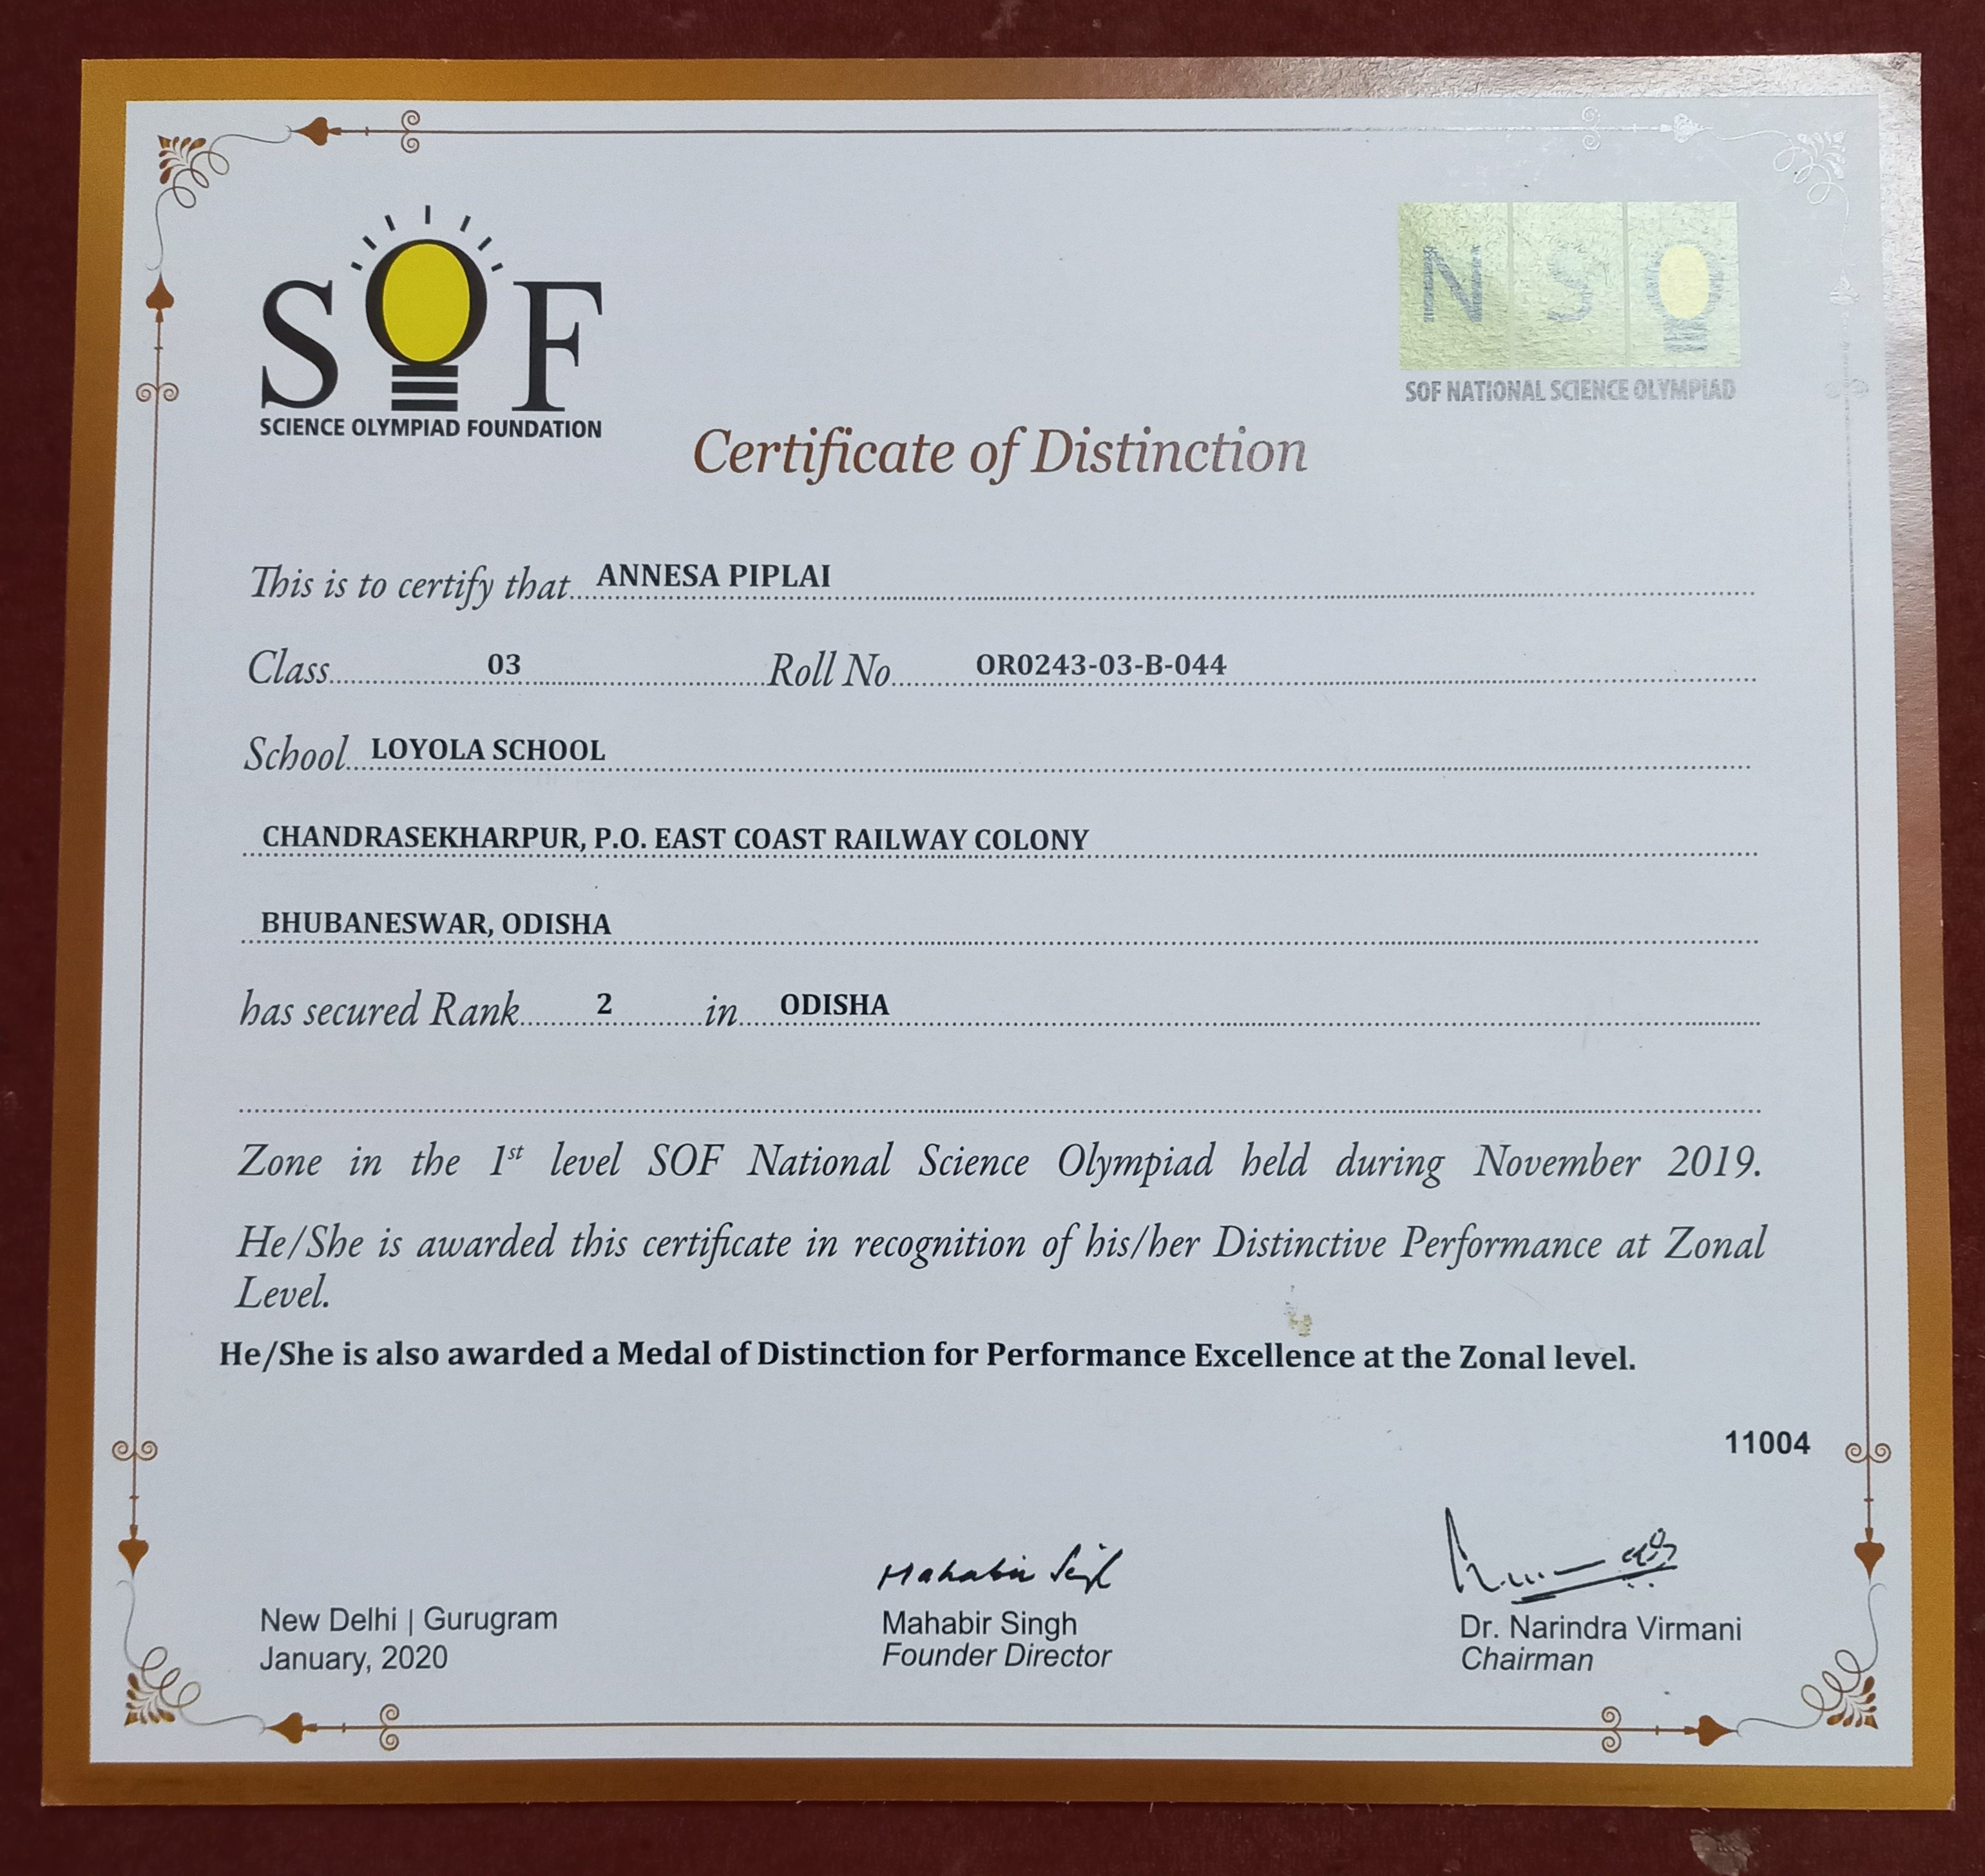 SOF
SCIENCE OLYMPIAD FOUNDATION
NSO
SOF NATIONAL SCIENCE OLYMPIAD
Certificate of Distinction
This is to certify that ANNESA PIPLAI
Class 03 Roll No OR0243-03-B-044
School LOYOLA SCHOOL
CHANDRASEKHARPUR, P.O. EAST COAST RAILWAY COLONY
BHUBANESWAR, ODISHA
has secured Rank 2 in ODISHA
Zone in the 1st level SOF National Science Olympiad held during November 2019.
He/She is awarded this certificate in recognition of his/her Distinctive Performance at Zonal
Level.
He/She is also awarded a Medal of Distinction for Performance Excellence at the Zonal level.
11004
Mahabir Singh
New Delhi | Gurugram
January, 2020
Mahabir Singh
Founder Director
Dr. Narindra Virmani
Chairman